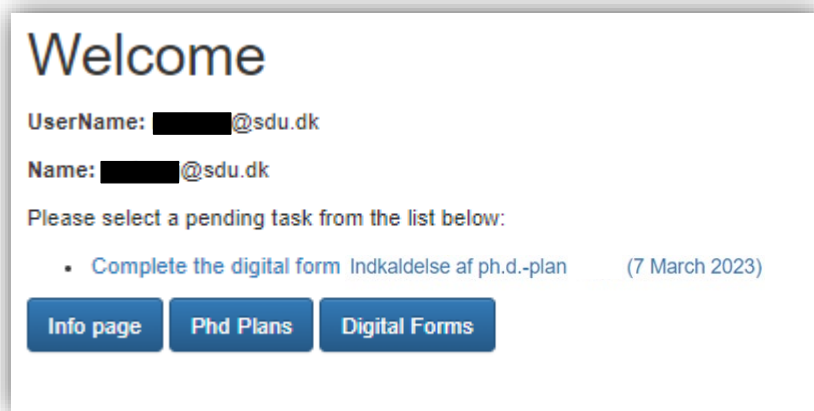 Welcome
UserName: @sdu.dk
Name: @sdu.dk
Please select a pending task from the list below:
• Complete the digital form Indkaldelse af ph.d.-plan (7 March 2023)
Info page Phd Plans Digital Forms